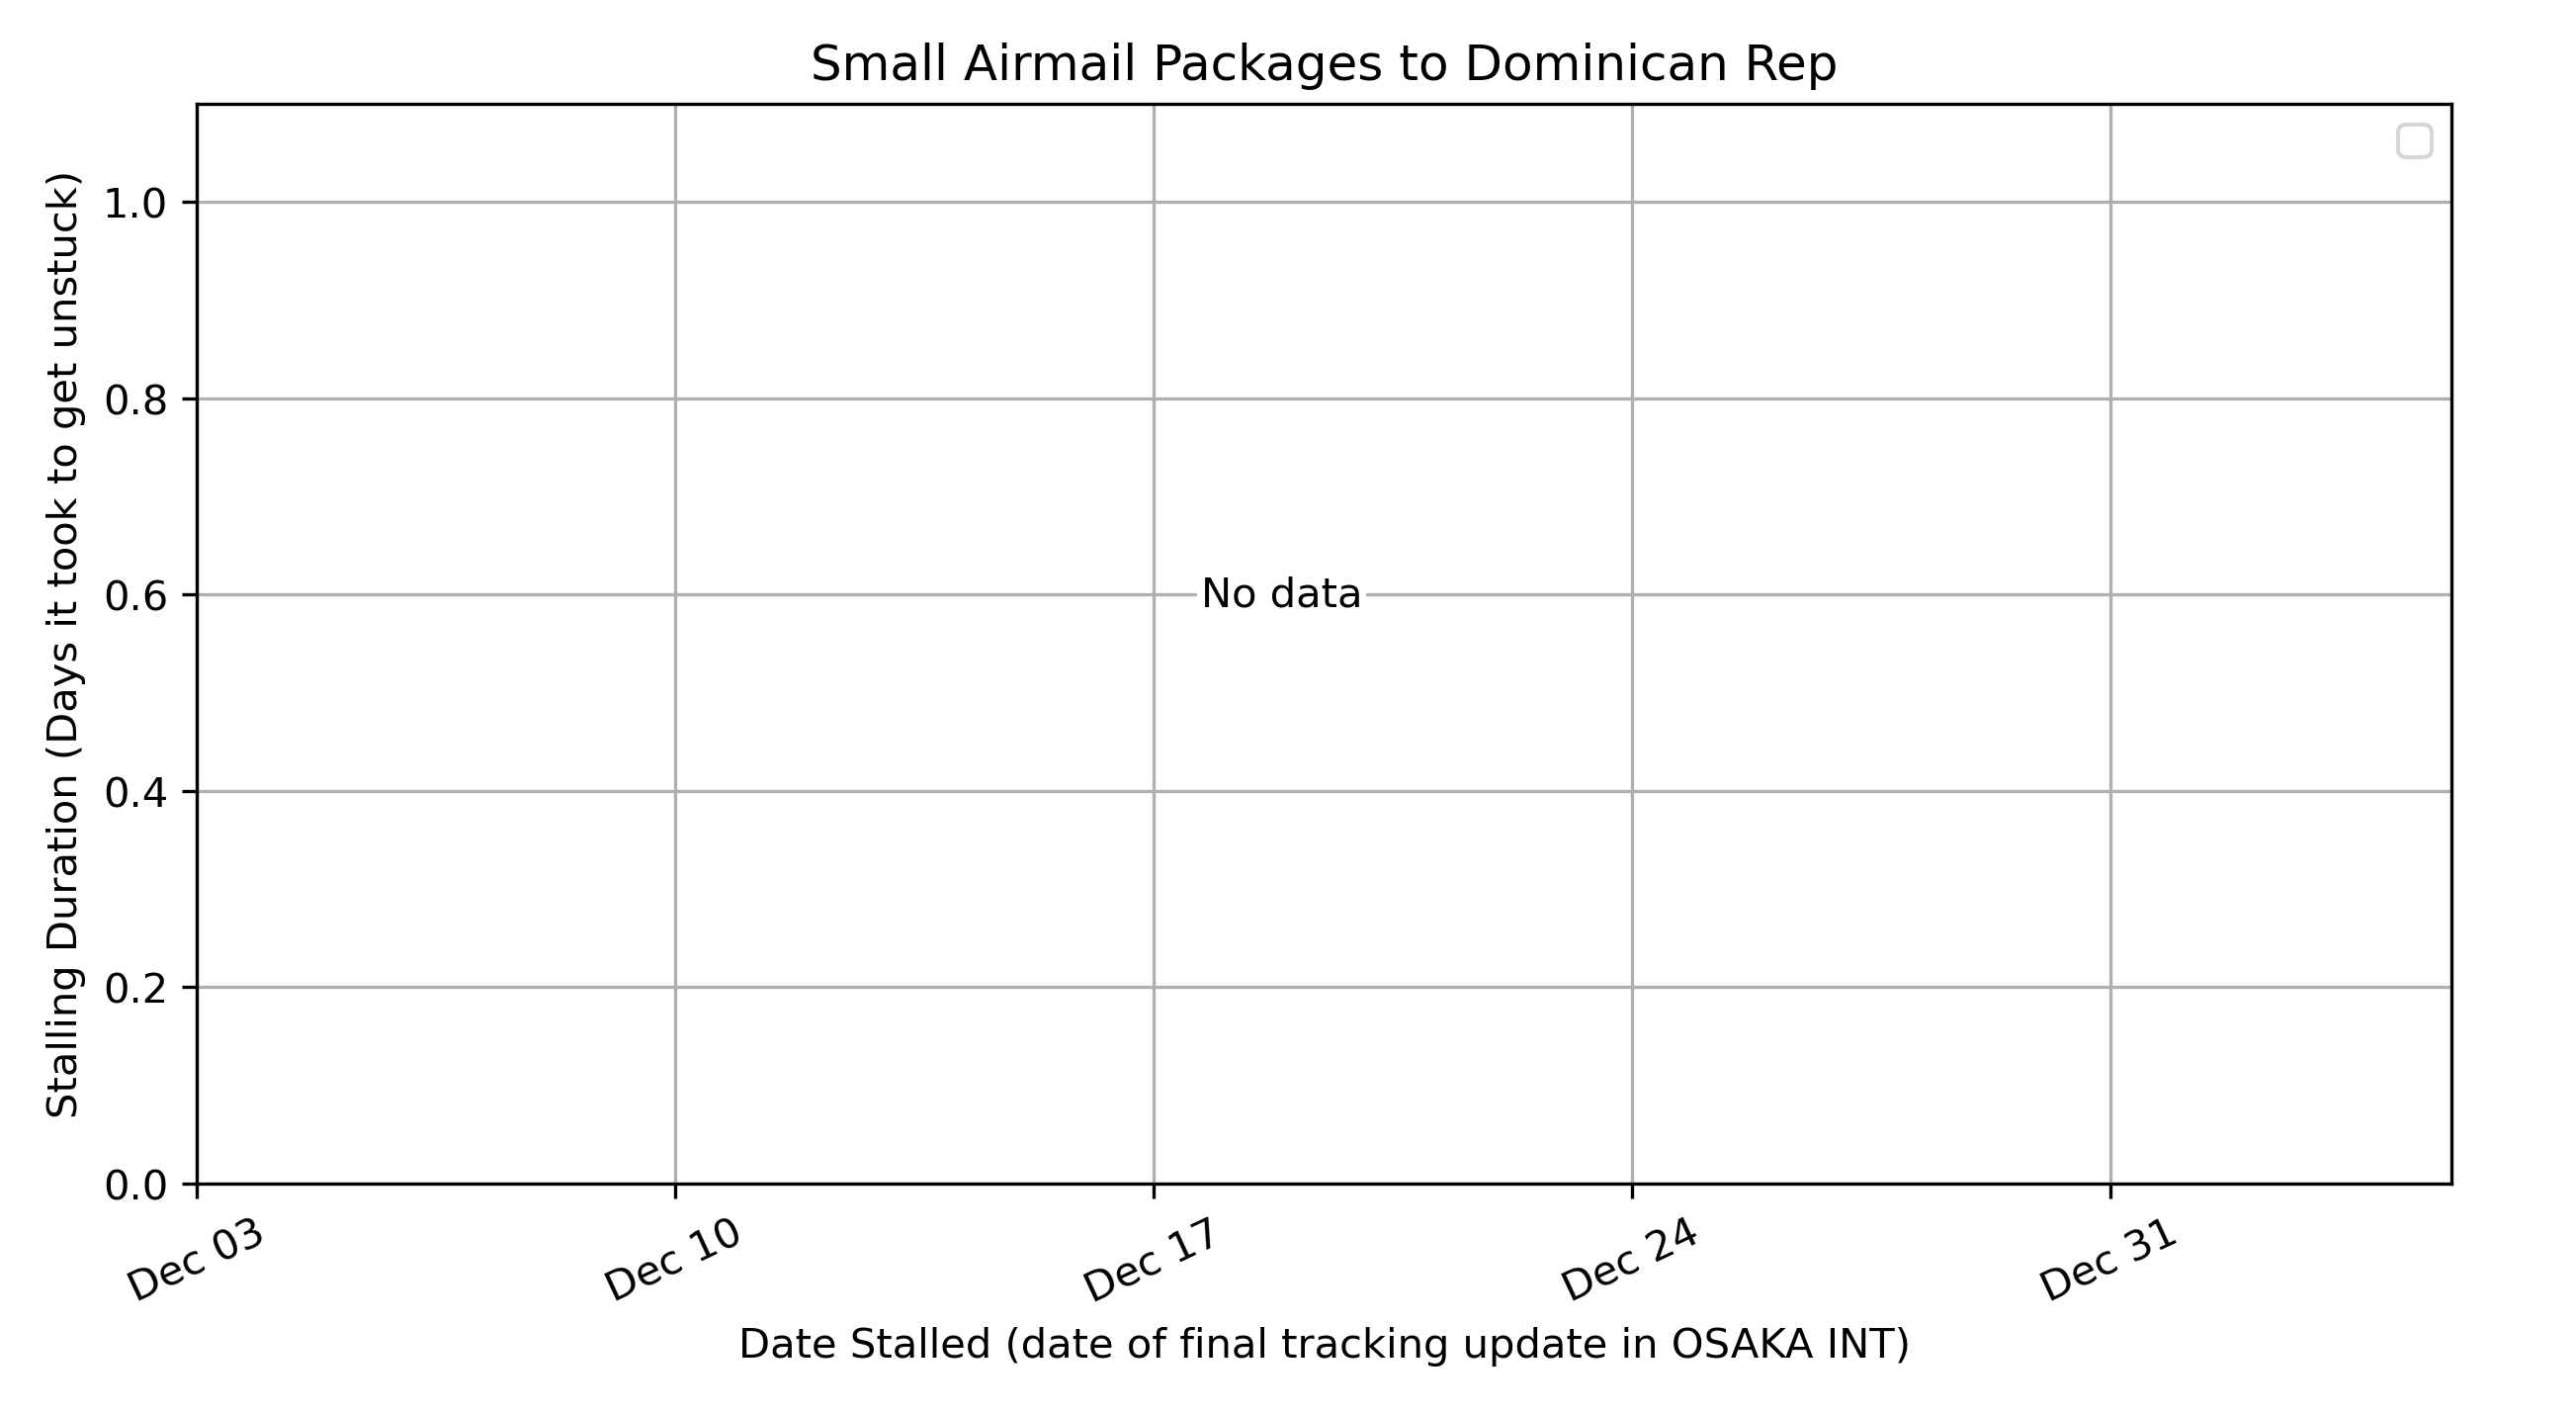 Small Airmail Packages to Dominican Rep
Stalling Duration (Days it took to get unstuck)
1.0
0.8
0.6
0.4
0.2
0.0
No data
Dec 03
Dec 10
Dec 17
Dec 24
Dec 31
Date Stalled (date of final tracking update in OSAKA INT)